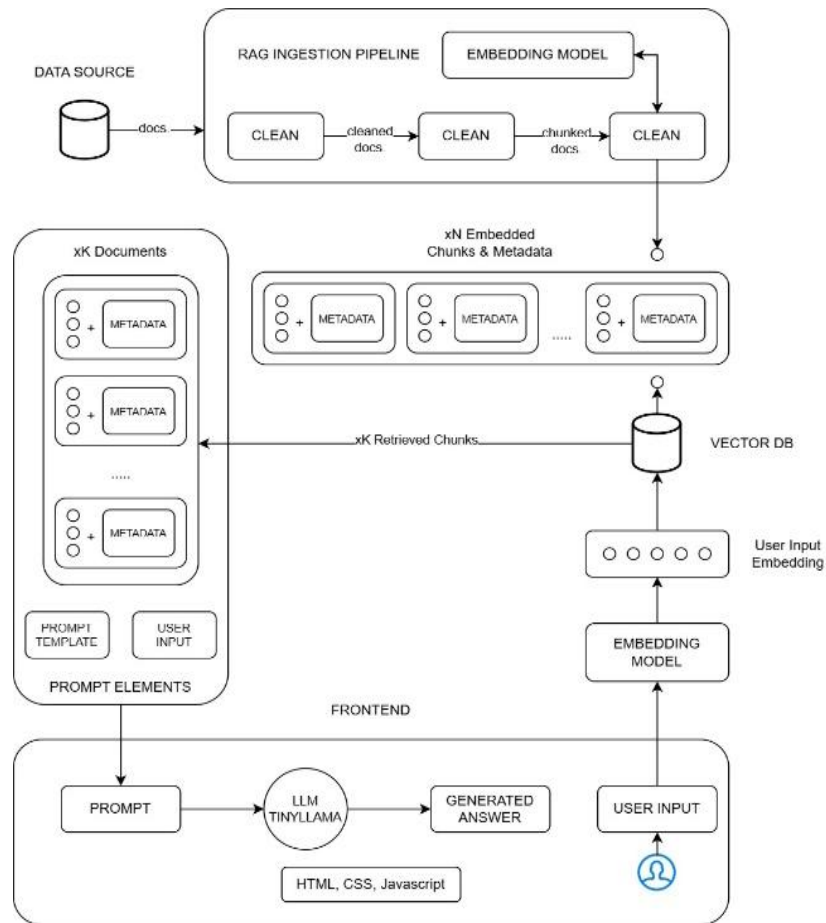 RAG INGESTION PIPELINE
EMBEDDING MODEL
DATA SOURCE
docs.
CLEAN
cleaned
docs.
CLEAN
chunked
docs.
CLEAN
xK Documents
xN Embedded
Chunks & Metadata
+ METADATA
+ METADATA
.....
+ METADATA
+ METADATA
+ METADATA
.....
+ METADATA
xK Retrieved Chunks
VECTOR DB
User Input
Embedding
PROMPT
TEMPLATE
USER
INPUT
EMBEDDING
MODEL
PROMPT ELEMENTS
FRONTEND
PROMPT
LLM
TINYLLAMA
GENERATED
ANSWER
USER INPUT
HTML, CSS, Javascript